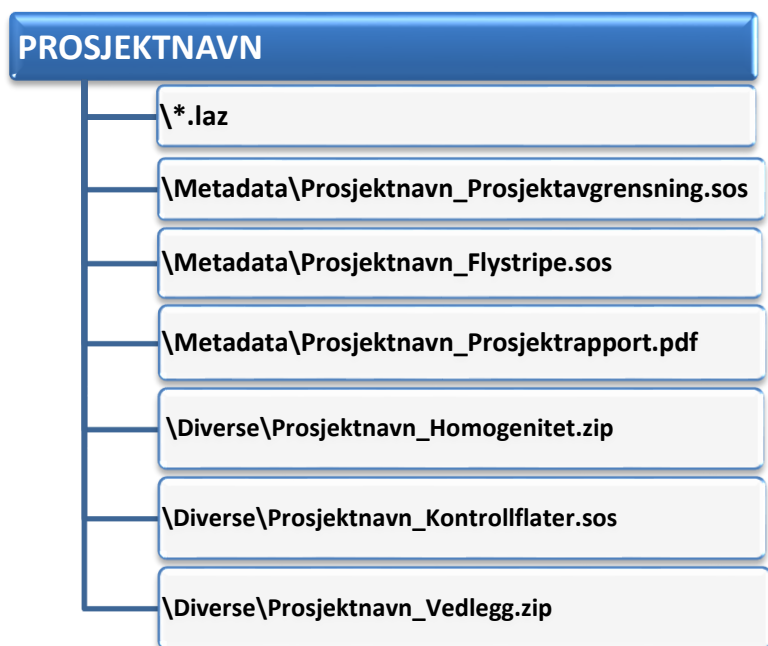 PROSJEKTNAVN
\*.laz
\Metadata\Prosjektnavn_Prosjektavgrensning.sos
\Metadata\Prosjektnavn_Flystripe.sos
\Metadata\Prosjektnavn_Prosjektrapport.pdf
\Diverse\Prosjektnavn_Homogenitet.zip
\Diverse\Prosjektnavn_Kontrollflater.sos
\Diverse\Prosjektnavn_Vedlegg.zip